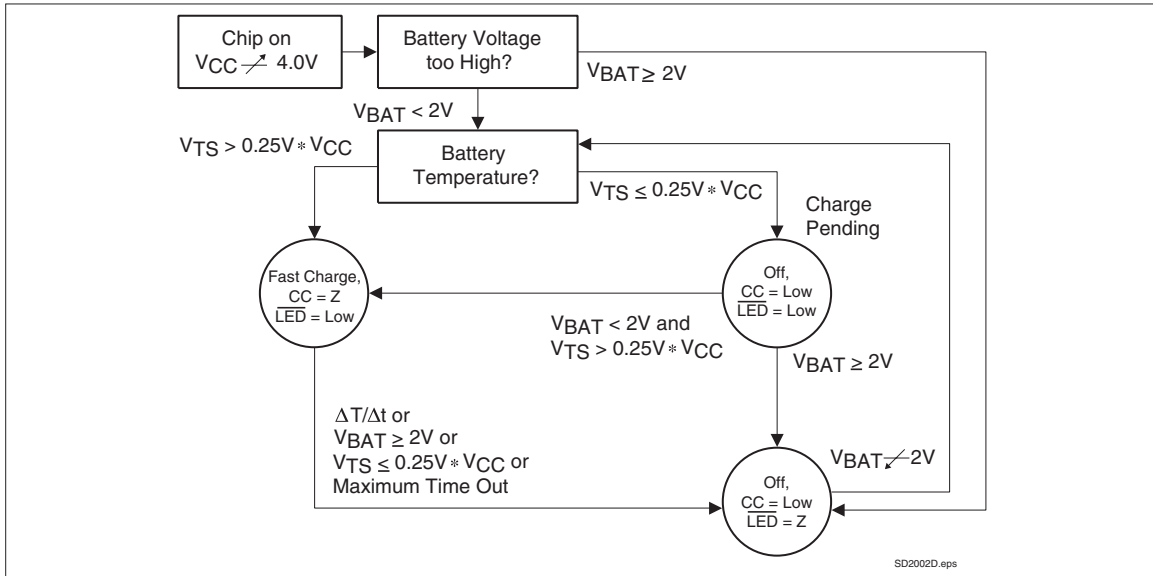 Chip on
VCC 4.0V
Battery Voltage
too High?
VBAT ≥ 2V
VBAT < 2V
VTS > 0.25V * VCC
Battery
Temperature?
VTS ≤ 0.25V * VCC
Charge
Pending
Fast Charge,
CC = Z
LED = Low
Off,
CC = Low
LED = Low
VBAT < 2V and
VTS > 0.25V * VCC
VBAT ≥ 2V
ΔT/Δt or
VBAT ≥ 2V or
VTS ≤ 0.25V * VCC or
Maximum Time Out
VBAT 2V
Off,
CC = Low
LED = Z
SD2002D.eps